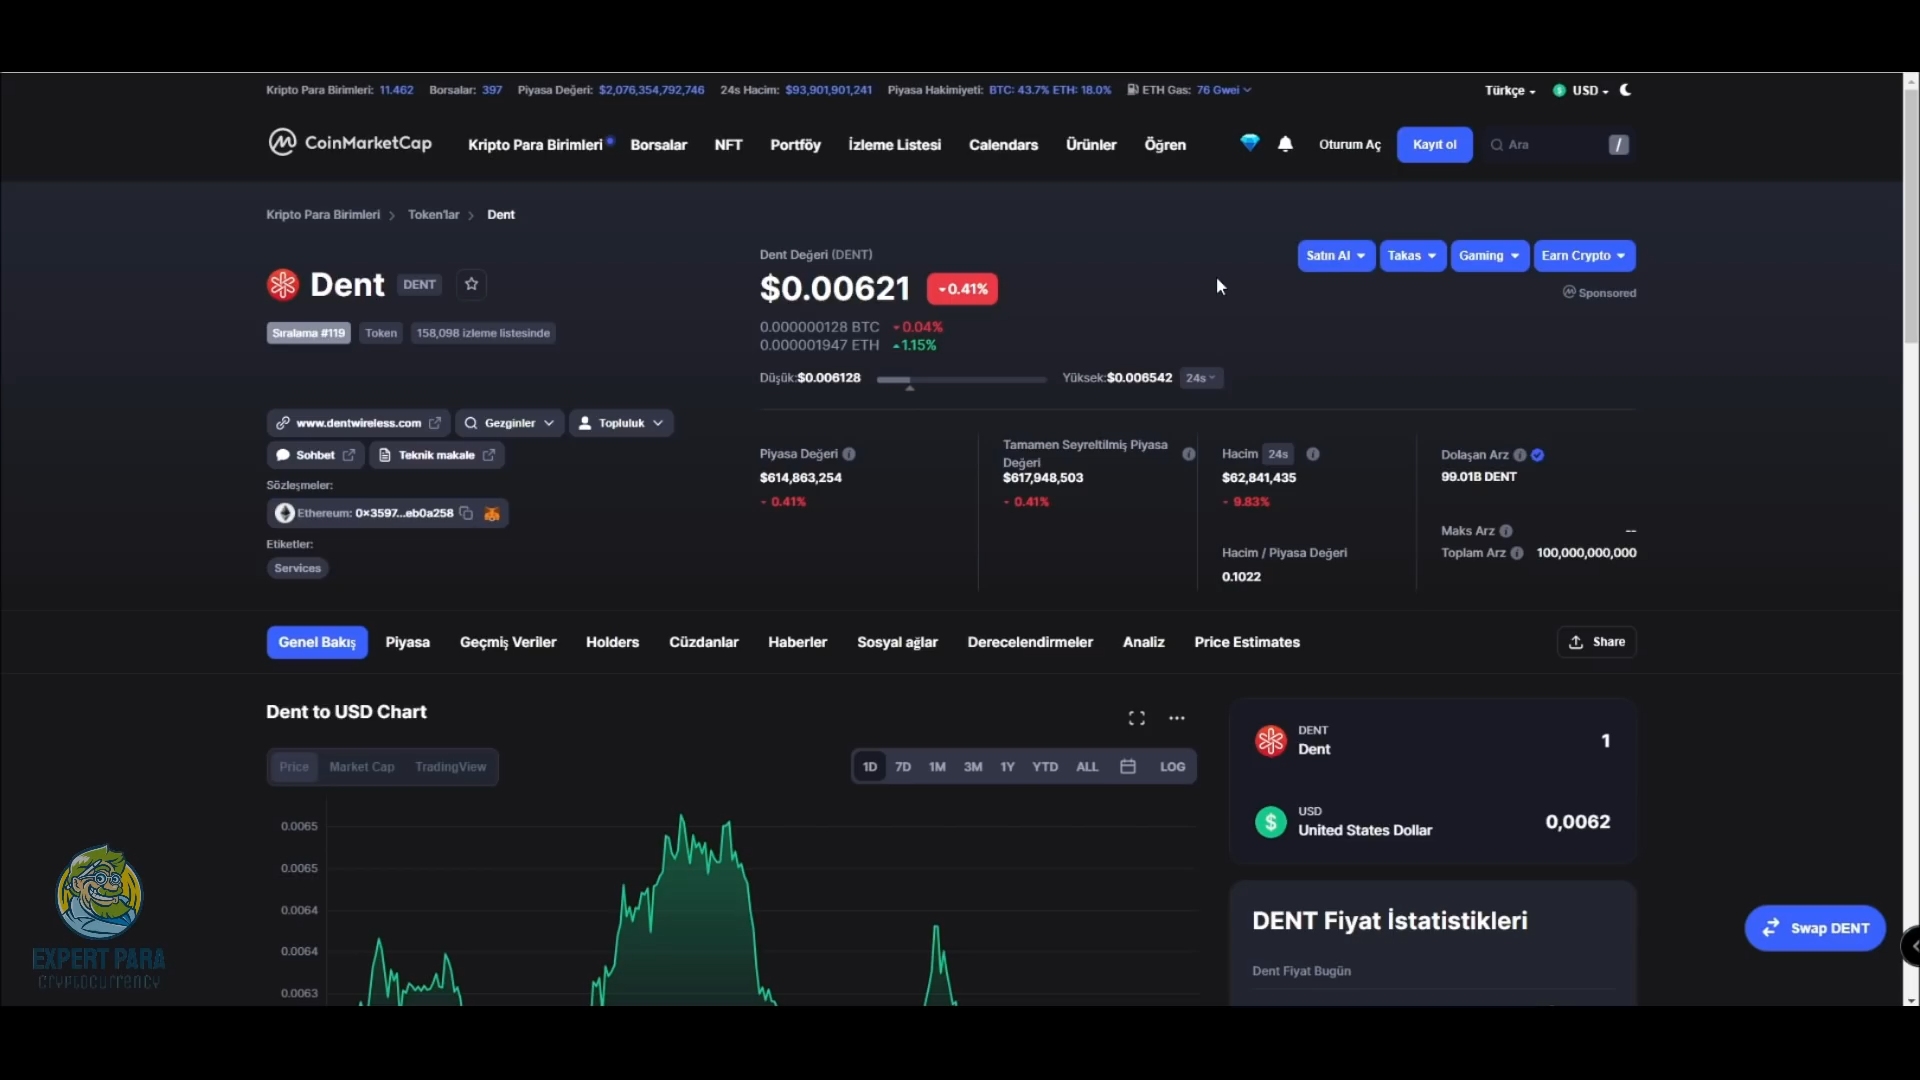 Kripto Para Birimleri: 11.462 Borsalar: 397 Piyasa Değeri: $2,076,354,792,746 24s Hacim: $93,901,901,241 Piyasa Hakimiyeti: BTC: 43.7% ETH: 18.0% ETH Gas: 76 Gwei Türkçe USD
CoinMarketCap Kripto Para Birimleri Borsalar NFT Portföy İzleme Listesi Calendars Ürünler Öğren Oturum Aç Kayıt ol Ara /
Kripto Para Birimleri Token'lar Dent
Dent DENT
Sıralama #119 Token 158,098 izleme listesinde
www.dentwireless.com Gezginler Topluluk
Sohbet Teknik makale
Sözleşmeler:
Ethereum: 0x3597...eb0a258
Etiketler:
Services
Dent Değeri (DENT)
$0.00621 0.41%
0.000000128 BTC 0.04%
0.000001947 ETH 1.15%
Düşük:$0.006128 Yüksek:$0.006542 24s
Satın Al Takas Gaming Earn Crypto
Sponsored
Piyasa Değeri
$614,863,254
0.41%
Tamamen Seyreltilmiş Piyasa
Değeri
$617,948,503
0.41%
Hacim 24s
$62,841,435
9.83%
Hacim / Piyasa Değeri
0.1022
Dolaşan Arz
99.01B DENT
Maks Arz --
Toplam Arz 100,000,000,000
Genel Bakış Piyasa Geçmiş Veriler Holders Cüzdanlar Haberler Sosyal ağlar Derecelendirmeler Analiz Price Estimates Share
Dent to USD Chart
Price Market Cap TradingView 1D 7D 1M 3M 1Y YTD ALL LOG
0.0065
0.0065
0.0064
0.0064
0.0063
DENT
Dent 1
USD
United States Dollar 0,0062
DENT Fiyat İstatistikleri
Dent Fiyat Bugün
Swap DENT
EXPERT PARA
CRYPTOCURRENCY